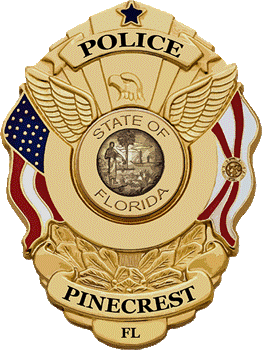 POLICE
STATE OF
FLORIDA
PINECREST
FL